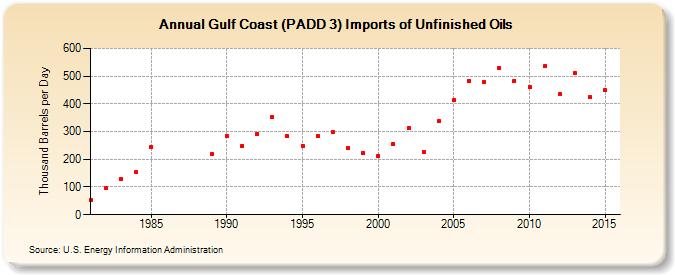 Annual Gulf Coast (PADD 3) Imports of Unfinished Oils
Thousand Barrels per Day
600
500
400
300
200
100
0
1985 1990 1995 2000 2005 2010 2015
Source: U.S. Energy Information Administration